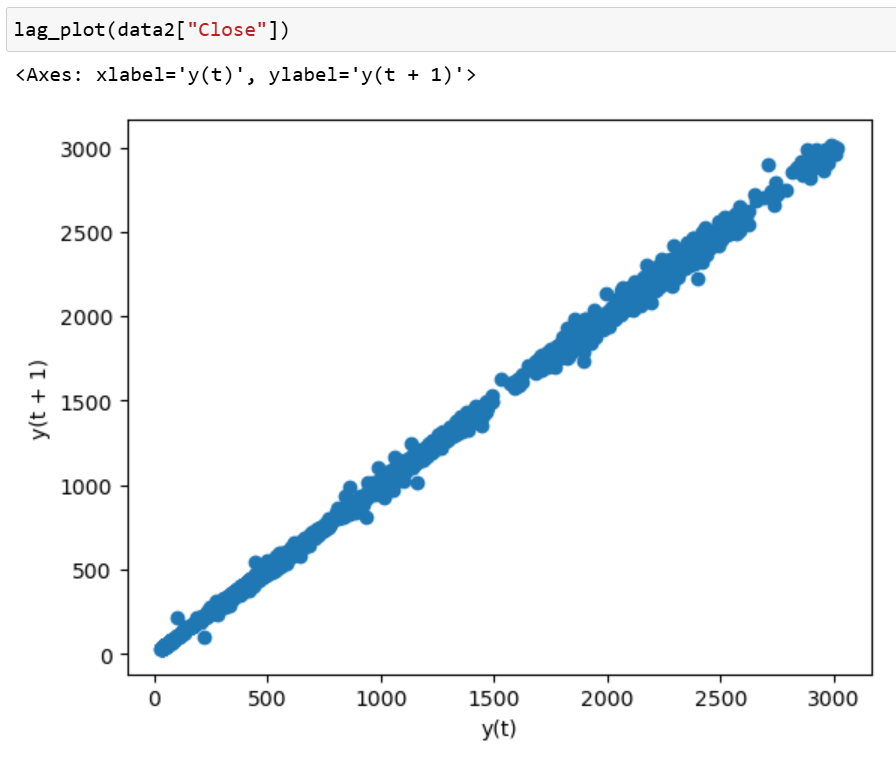 lag_plot(data2["Close"])
<Axes: xlabel='y(t)', ylabel='y(t + 1)'>
3000
2500
2000
1500
1000
500
0
y(t + 1)
0 500 1000 1500 2000 2500 3000
y(t)